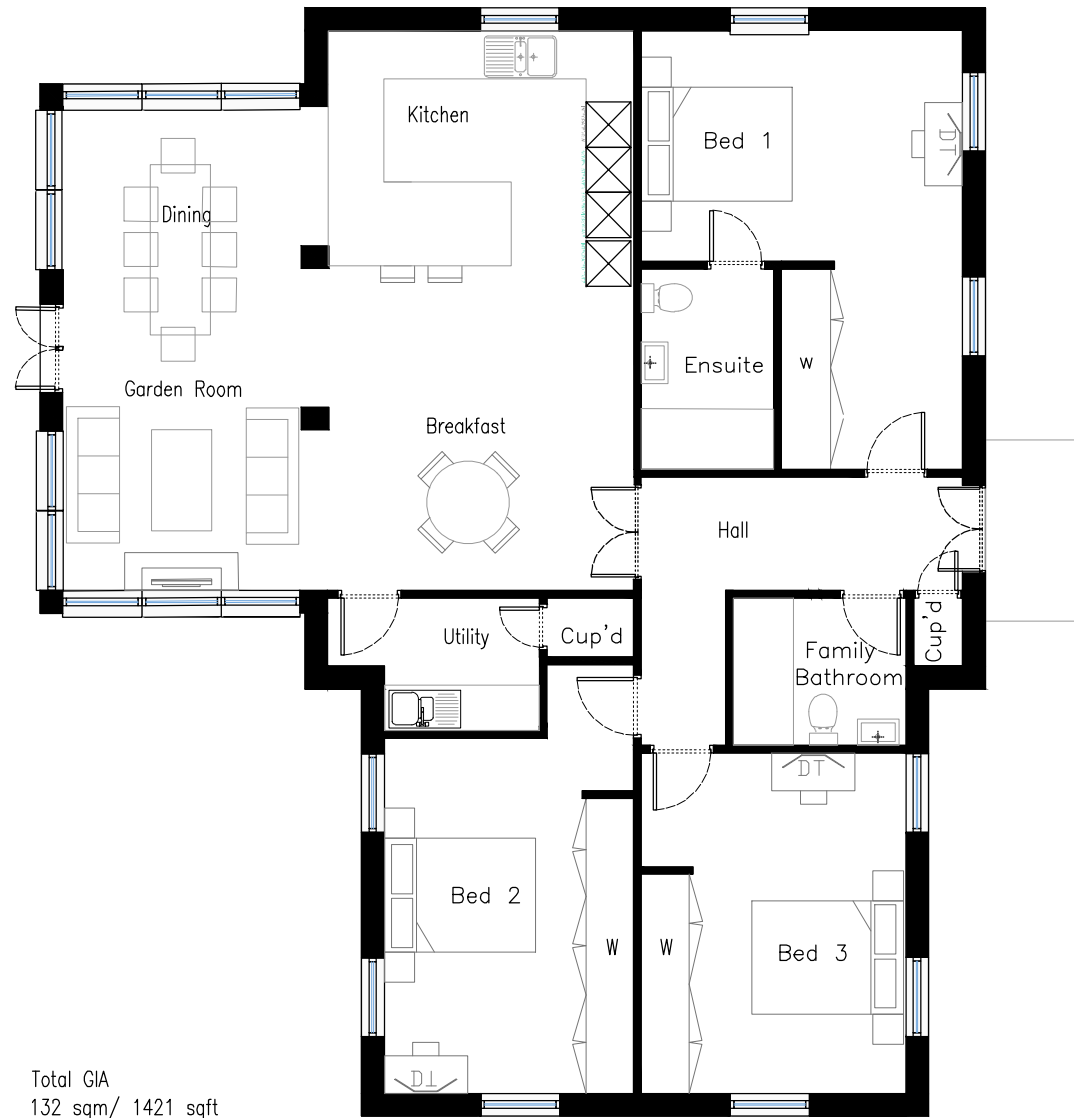 Kitchen
Bed 1
DT
Dining
Ensuite
w
Garden Room
Breakfast
Hall
Utility
Cup'd
Cup'd
Family
Bathroom
DT
Bed 2
W
W
Bed 3
DT
Total GIA
132 sqm/ 1421 sqft